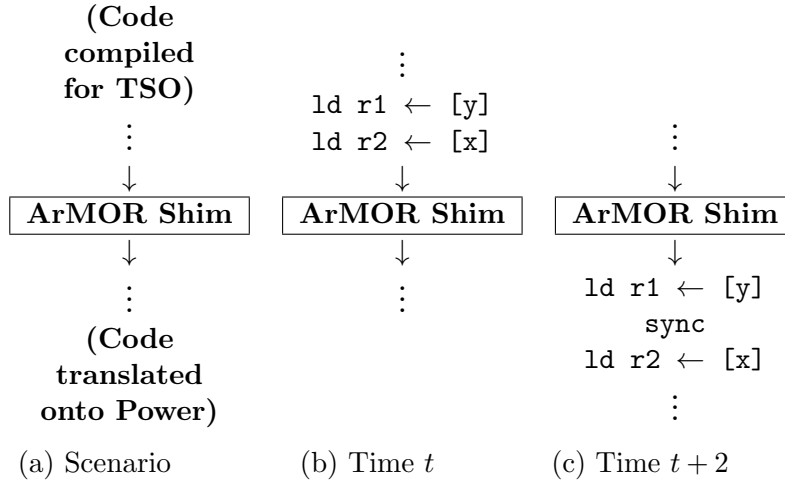 (Code
compiled
for TSO)
⋮
↓
ArMOR Shim
↓
⋮
(Code
translated
onto Power)
(a) Scenario
⋮
ld r1 ← [y]
ld r2 ← [x]
↓
ArMOR Shim
↓
⋮
(b) Time t
⋮
↓
ArMOR Shim
↓
ld r1 ← [y]
sync
ld r2 ← [x]
⋮
(c) Time t + 2